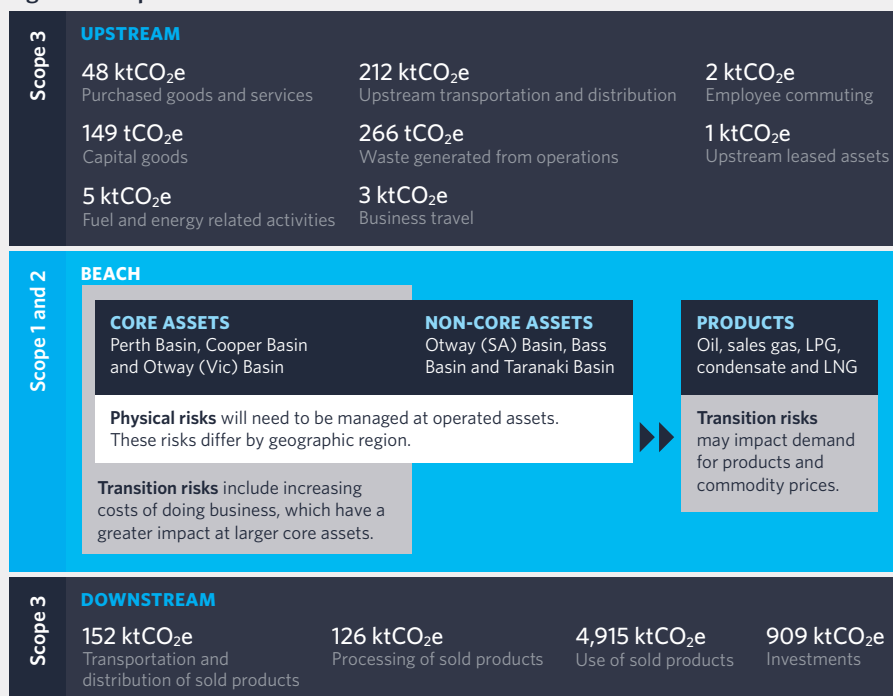 Scope 3
UPSTREAM
48 ktCO₂e
Purchased goods and services
212 ktCO₂e
Upstream transportation and distribution
2 ktCO₂e
Employee commuting
149 tCO₂e
Capital goods
266 tCO₂e
Waste generated from operations
1 ktCO₂e
Upstream leased assets
5 ktCO₂e
Fuel and energy related activities
3 ktCO₂e
Business travel
Scope 1 and 2
BEACH
CORE ASSETS
Perth Basin, Cooper Basin
and Otway (Vic) Basin
NON-CORE ASSETS
Otway (SA) Basin, Bass
Basin and Taranaki Basin
Physical risks will need to be managed at operated assets.
These risks differ by geographic region.
Transition risks include increasing
costs of doing business, which have a
greater impact at larger core assets.
PRODUCTS
Oil, sales gas, LPG,
condensate and LNG
Transition risks
may impact demand
for products and
commodity prices.
Scope 3
DOWNSTREAM
152 ktCO₂e
Transportation and
distribution of sold products
126 ktCO₂e
Processing of sold products
4,915 ktCO₂e
Use of sold products
909 ktCO₂e
Investments